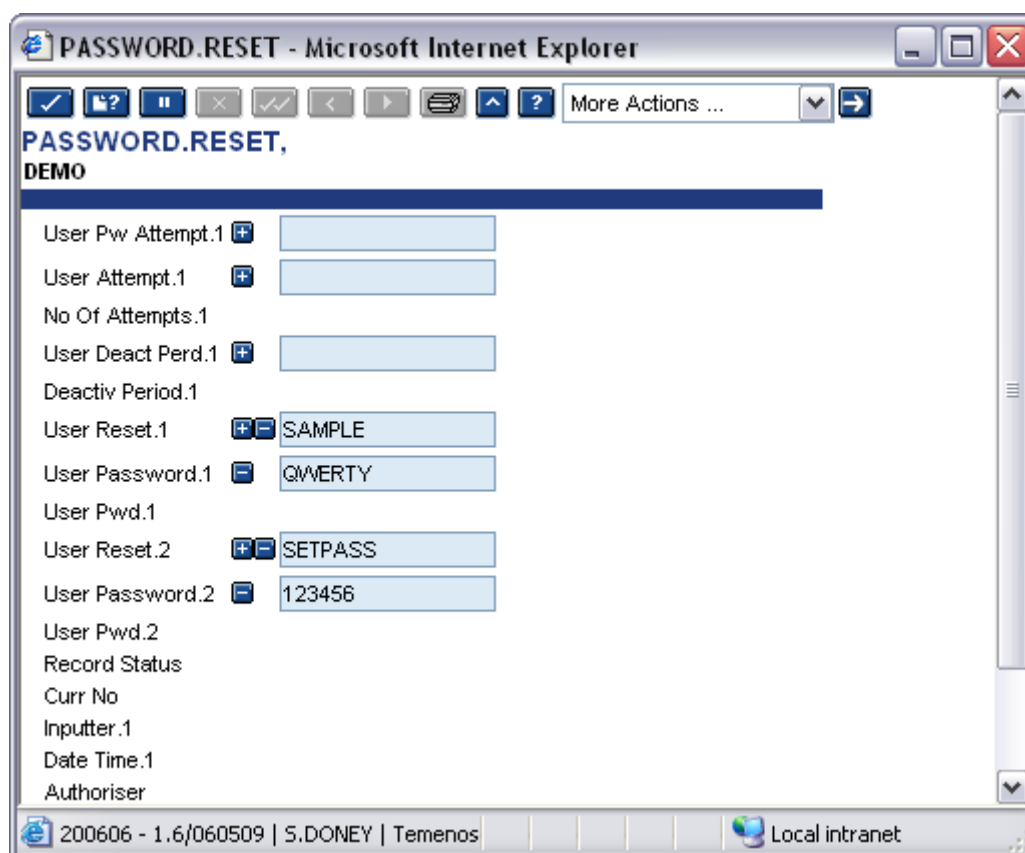 PASSWORD.RESET - Microsoft Internet Explorer
More Actions ...
PASSWORD.RESET,
DEMO
User Pw Attempt.1
User Attempt.1
No Of Attempts.1
User Deact Perd.1
Deactiv Period.1
User Reset.1 SAMPLE
User Password.1 QWERTY
User Pwd.1
User Reset.2 SETPASS
User Password.2 123456
User Pwd.2
Record Status
Curr No
Inputter.1
Date Time.1
Authoriser
200606 - 1.6/060509 | S.DONEY | Temenos Local intranet